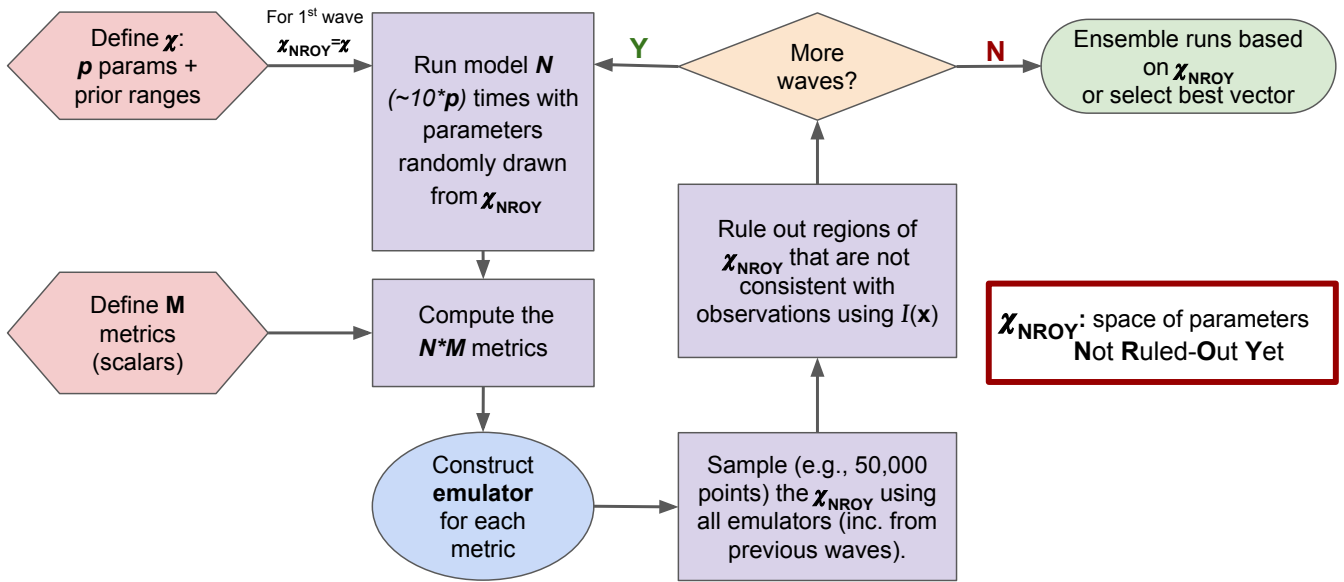 Define 𝝌:
p params +
prior ranges
For 1st wave
𝝌NROY=𝝌
Run model N
(~10*p) times with
parameters
randomly drawn
from 𝝌NROY
Y
More
waves?
N
Ensemble runs based
on 𝝌NROY
or select best vector
Define M
metrics
(scalars)
Compute the
N*M metrics
Rule out regions of
𝝌NROY that are not
consistent with
observations using I(x)
𝝌NROY: space of parameters
Not Ruled-Out Yet
Construct
emulator
for each
metric
Sample (e.g., 50,000
points) the 𝝌NROY using
all emulators (inc. from
previous waves).